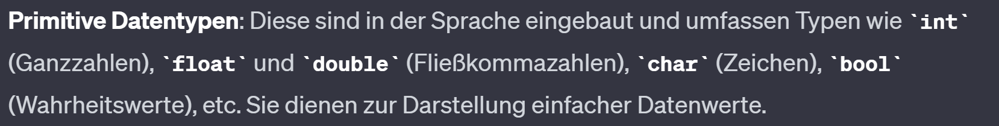 Primitive Datentypen: Diese sind in der Sprache eingebaut und umfassen Typen wie `int`
(Ganzzahlen), `float` und `double` (Fließkommazahlen), `char` (Zeichen), `bool`
(Wahrheitswerte), etc. Sie dienen zur Darstellung einfacher Datenwerte.